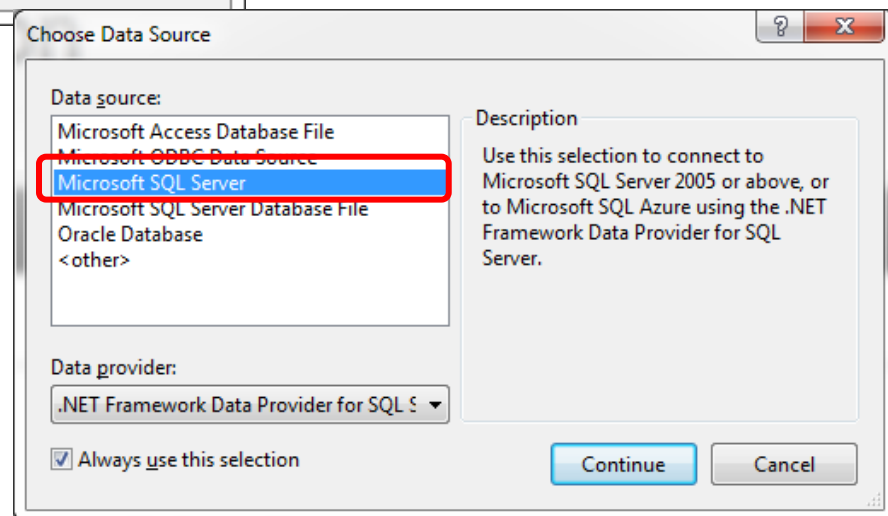 Choose Data Source
Data source:
Microsoft Access Database File
Microsoft ODBC Data Source
Microsoft SQL Server
Microsoft SQL Server Database File
Oracle Database
<other>
Description
Use this selection to connect to
Microsoft SQL Server 2005 or above, or
to Microsoft SQL Azure using the .NET
Framework Data Provider for SQL
Server.
Data provider:
.NET Framework Data Provider for SQL S
Always use this selection
Continue
Cancel